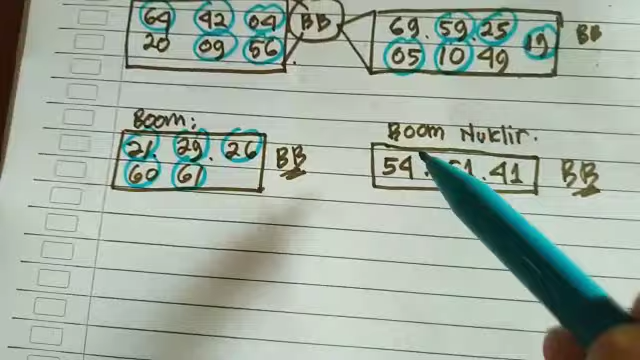 64 42 04
20 09 56
BB
69. 59. 25
05 10 49 19
BB
Boom:
21. 29. 26
60 61
BB
Boom Nuklir.
54. 41
BB